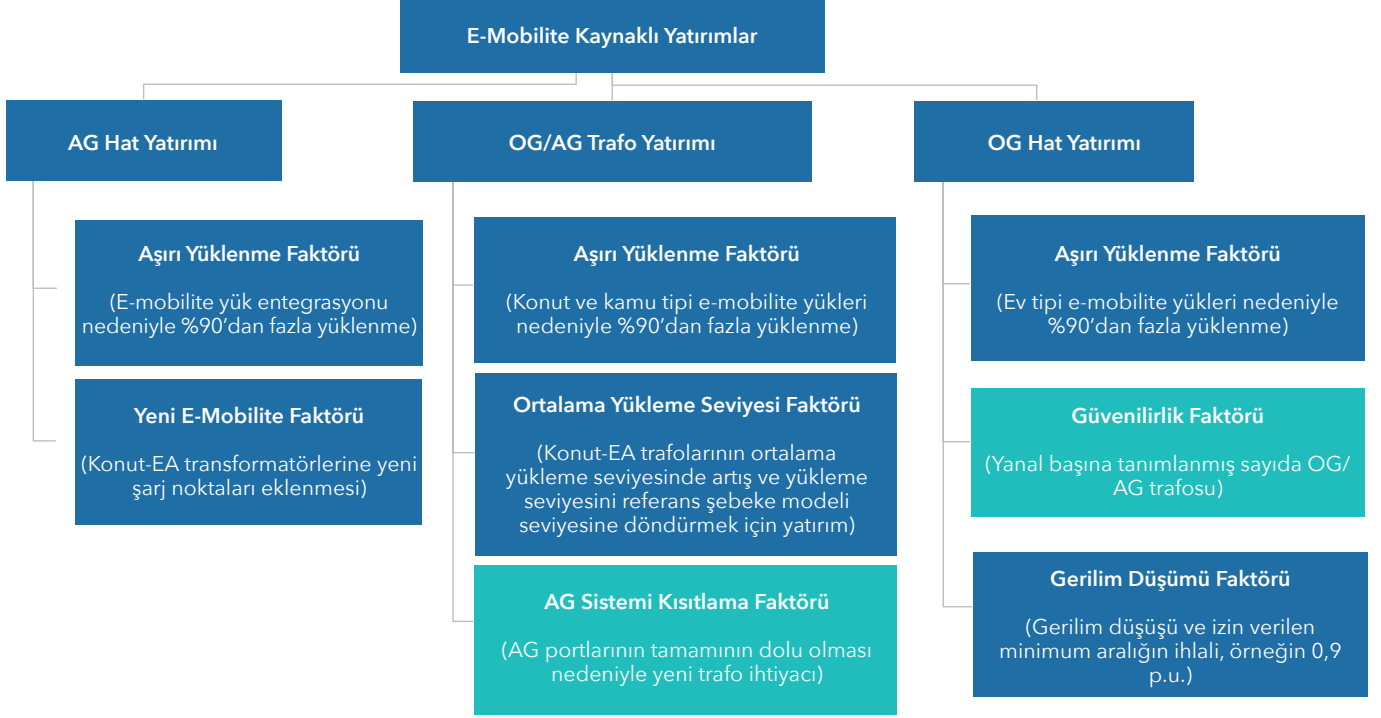 E-Mobilite Kaynaklı Yatırımlar
AG Hat Yatırımı
Aşırı Yüklenme Faktörü
(E-mobilite yük entegrasyonu
nedeniyle %90’dan fazla yüklenme)
Yeni E-Mobilite Faktörü
(Konut-EA transformatörlerine yeni
şarj noktaları eklenmesi)
OG/AG Trafo Yatırımı
Aşırı Yüklenme Faktörü
(Konut ve kamu tipi e-mobilite yükleri
nedeniyle %90’dan fazla yüklenme)
Ortalama Yükleme Seviyesi Faktörü
(Konut-EA trafolarının ortalama
yükleme seviyesinde artış ve yükleme
seviyesini referans şebeke modeli
seviyesine döndürmek için yatırım)
AG Sistemi Kısıtlama Faktörü
(AG portlarının tamamının dolu olması
nedeniyle yeni trafo ihtiyacı)
OG Hat Yatırımı
Aşırı Yüklenme Faktörü
(Ev tipi e-mobilite yükleri nedeniyle
%90’dan fazla yüklenme)
Güvenilirlik Faktörü
(Yanal başına tanımlanmış sayıda OG/
AG trafosu)
Gerilim Düşümü Faktörü
(Gerilim düşüşü ve izin verilen
minimum aralığın ihlali, örneğin 0,9
p.u.)